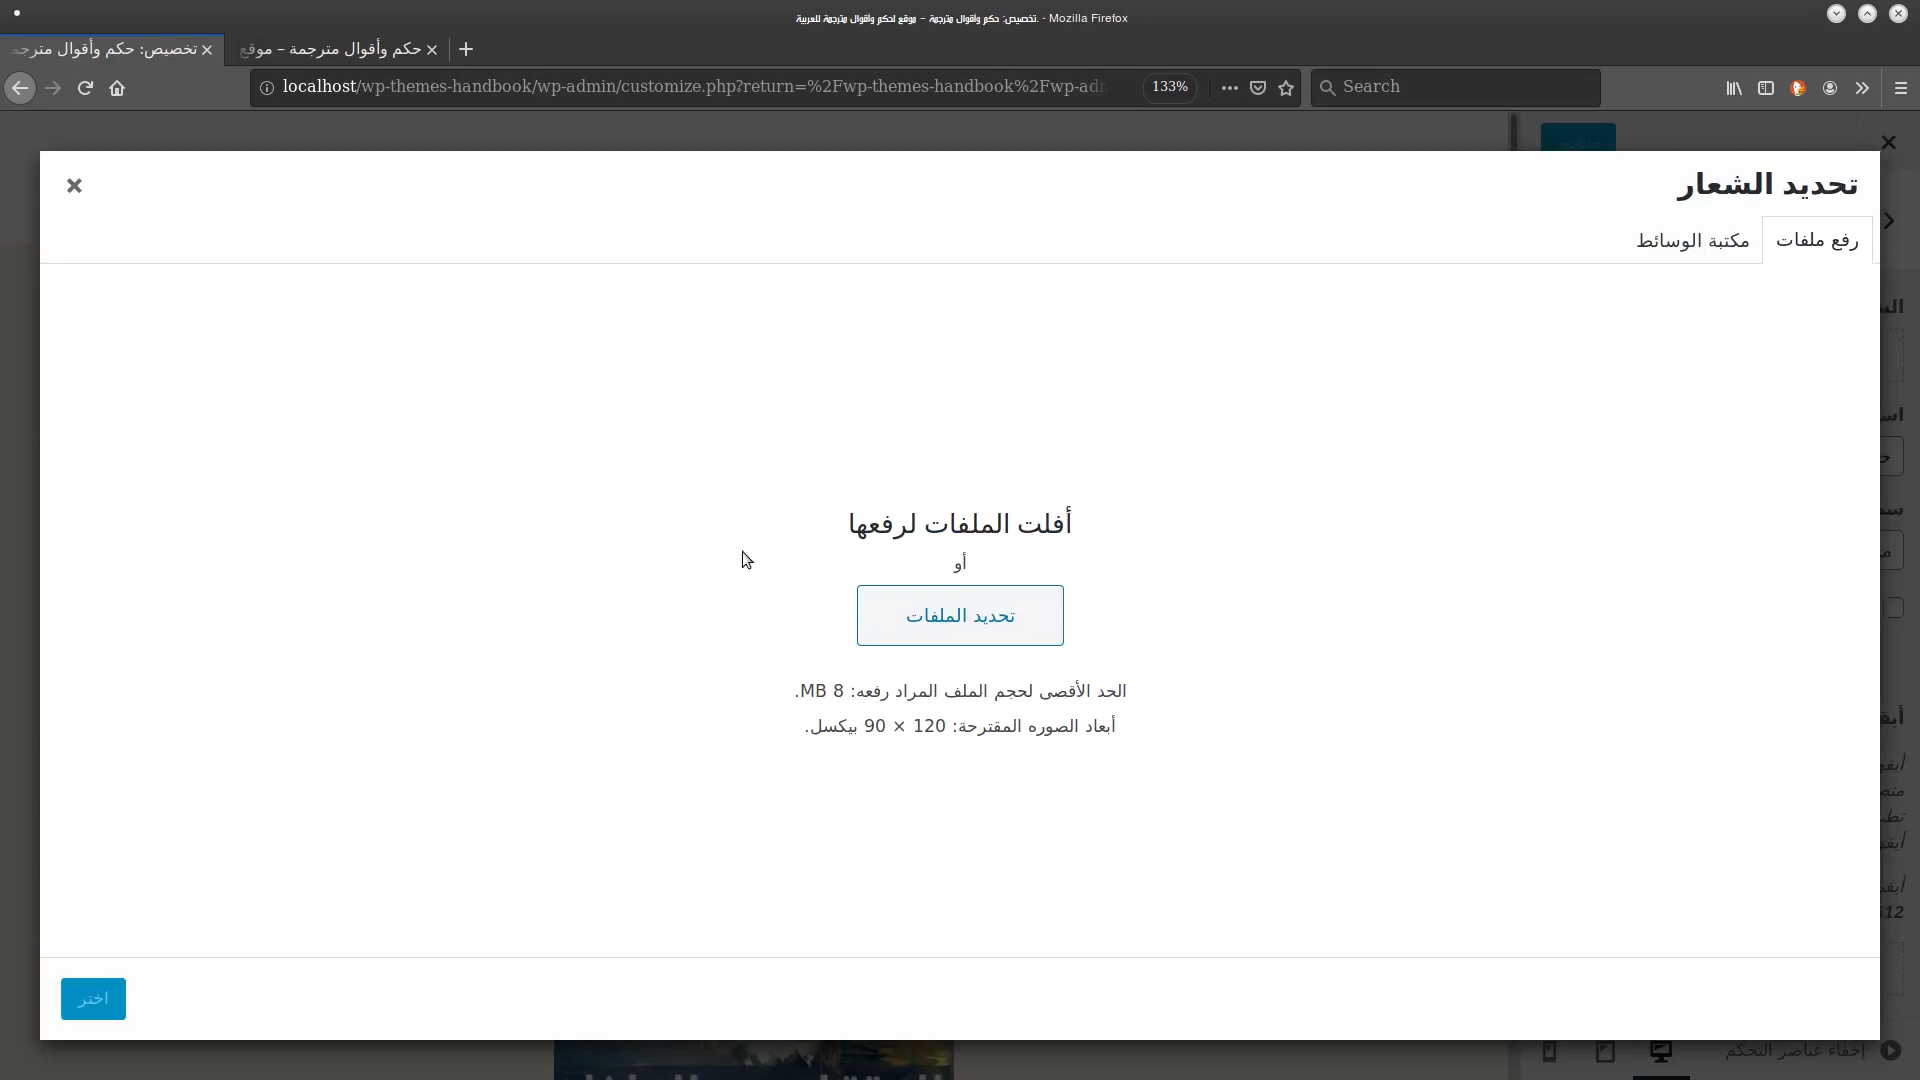 تخصيص: حكم وأقوال مترجمة – موقع لحكم وأقوال مترجمة للعربية. - Mozilla Firefox
تخصيص: حكم وأقوال
حكم وأقوال مترجمة – موقع
localhost/wp-themes-handbook/wp-admin/customize.php?return=%2Fwp-themes-handbook%2Fwp-adn
133%
Search
تحديد الشعار
رفع ملفات
مكتبة الوسائط
أفلت الملفات لرفعها
أو
تحديد الملفات
الحد الأقصى لحجم الملف المراد رفعه: 8 MB.
أبعاد الصوره المقترحة: 120 × 90 بيكسل.
اختر
إخفاء عناصر التحكم